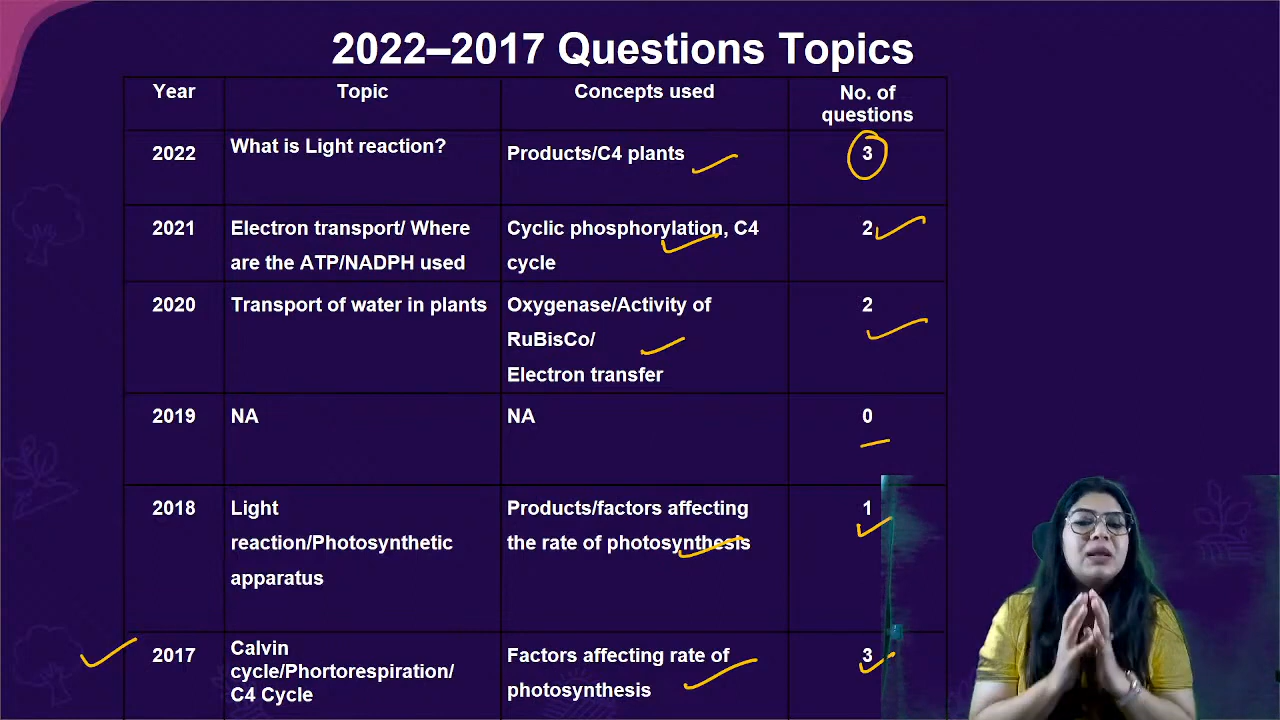 2022–2017 Questions Topics
Year
Topic
Concepts used
No. of
questions
2022
What is Light reaction?
Products/C4 plants
3
2021
Electron transport/ Where
are the ATP/NADPH used
Cyclic phosphorylation, C4
cycle
2
2020
Transport of water in plants
Oxygenase/Activity of
RuBisCo/
Electron transfer
2
2019
NA
NA
0
2018
Light
reaction/Photosynthetic
apparatus
Products/factors affecting
the rate of photosynthesis
1
2017
Calvin
cycle/Phortorespiration/
C4 Cycle
Factors affecting rate of
photosynthesis
3